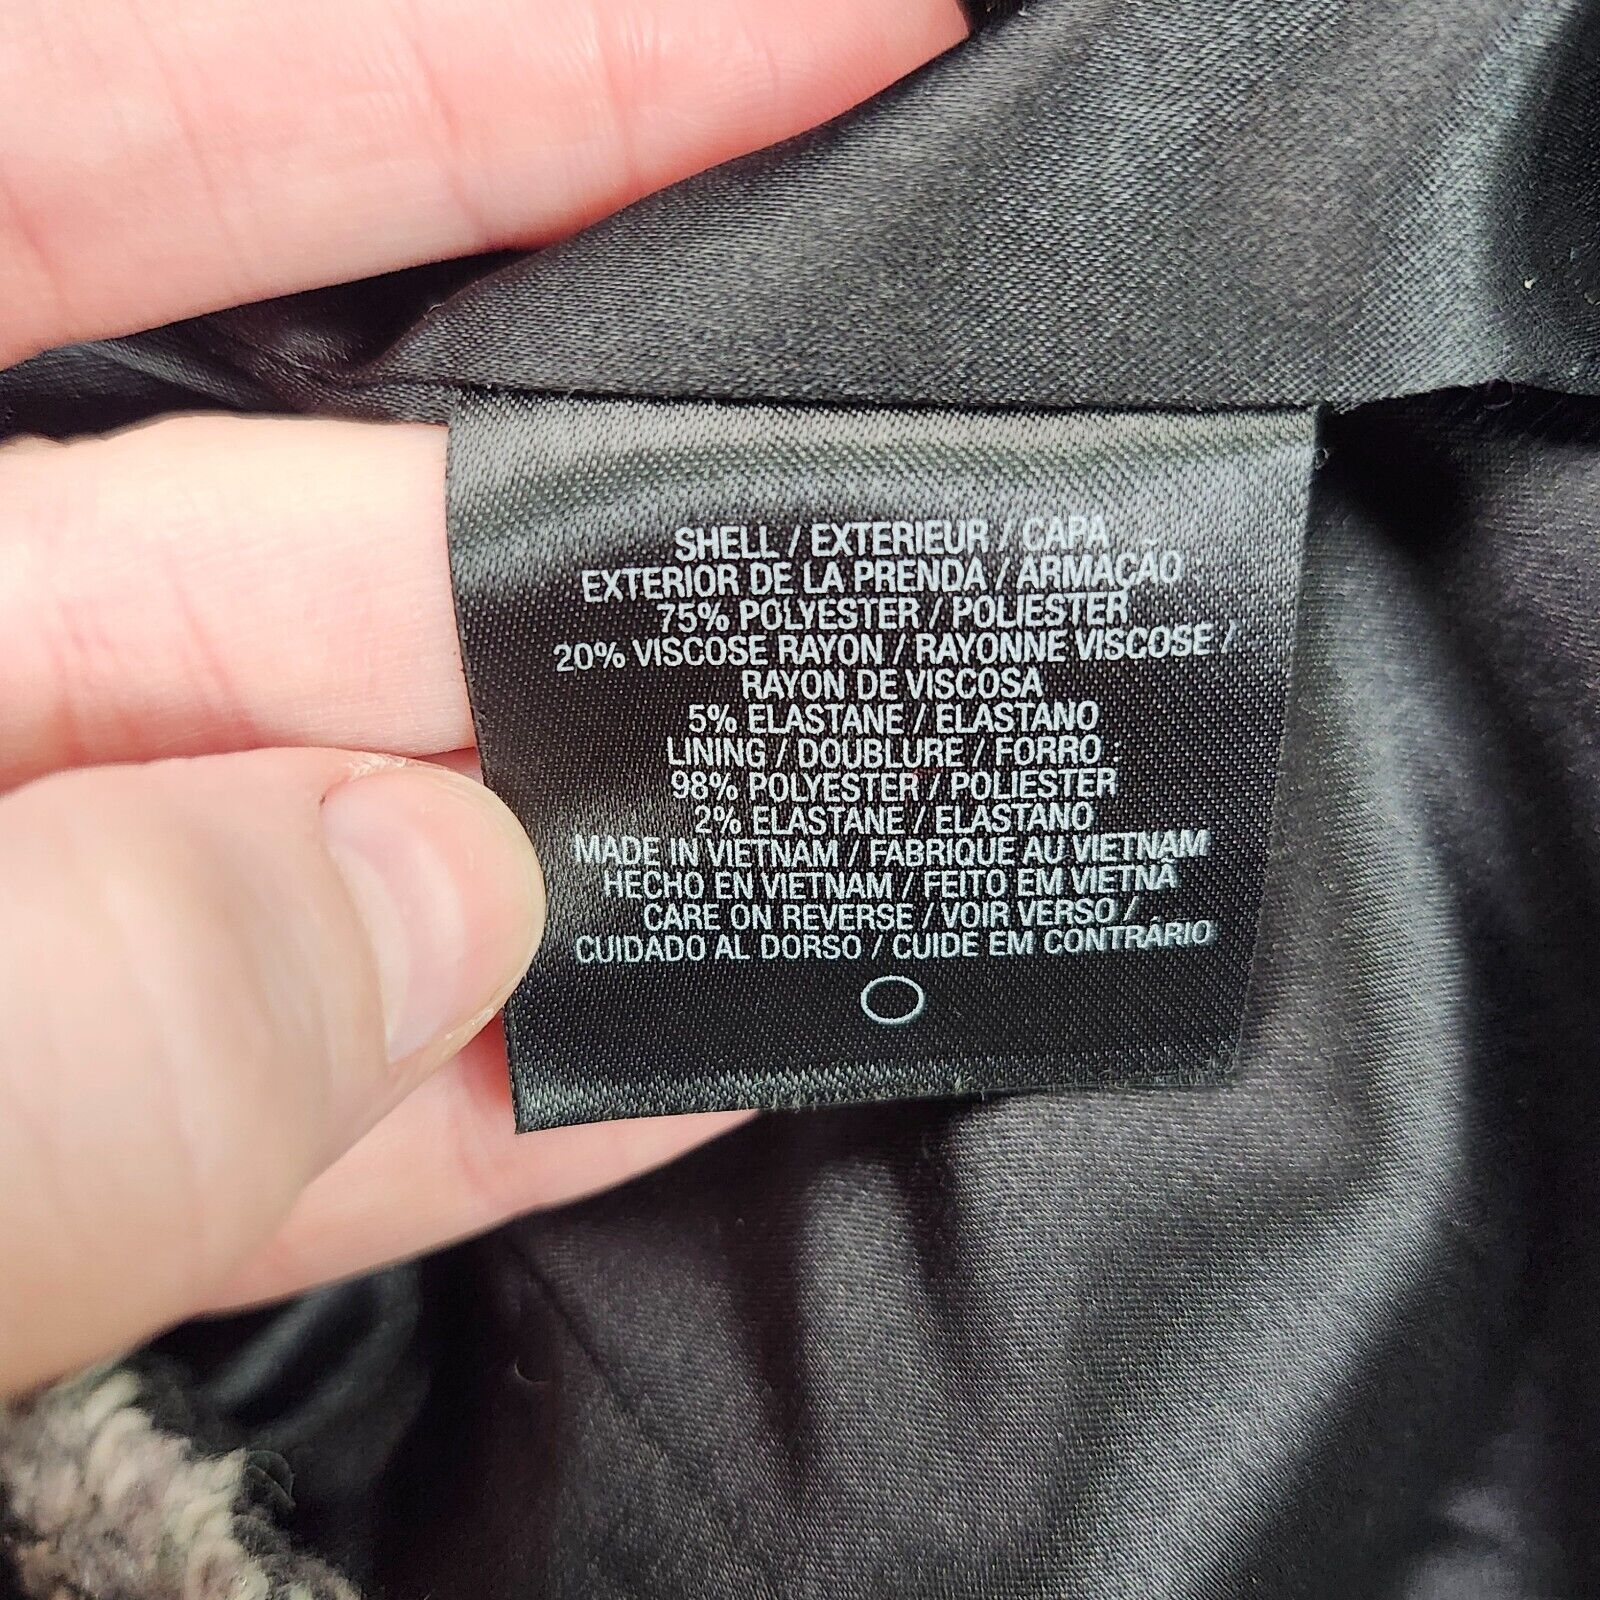 SHELL / EXTERIEUR / CAPA
EXTERIOR DE LA PRENDA / ARMAÇÃO :
75% POLYESTER / POLIESTER
20% VISCOSE RAYON / RAYONNE VISCOSE /
RAYON DE VISCOSA
5% ELASTANE / ELASTANO
LINING / DOUBLURE / FORRO :
98% POLYESTER / POLIESTER
2% ELASTANE / ELASTANO
MADE IN VIETNAM / FABRIQUE AU VIETNAM
HECHO EN VIETNAM / FEITO EM VIETNÃ
CARE ON REVERSE / VOIR VERSO /
CUIDADO AL DORSO / CUIDE EM CONTRÁRIO